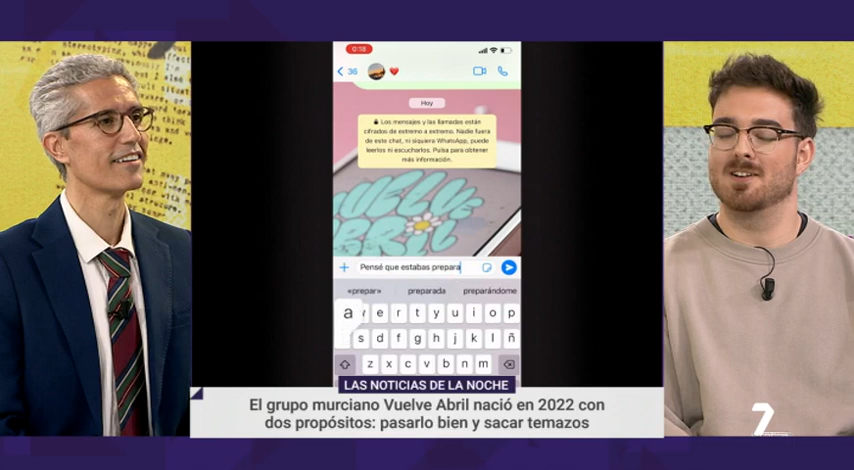 0:18
36
Hoy
Los mensajes y las llamadas están
cifrados de extremo a extremo. Nadie fuera
de este chat, ni siquiera WhatsApp, puede
leerlos ni escucharlos. Pulsa para obtener
más información.
VUELVE
ABRIL
Pensé que estabas prepara
«prepar» preparada preparándome
a e r t y u i o p
s d f g h j k l ñ
z x c v b n m
LAS NOTICIAS DE LA NOCHE
El grupo murciano Vuelve Abril nació en 2022 con
dos propósitos: pasarlo bien y sacar temazos
7